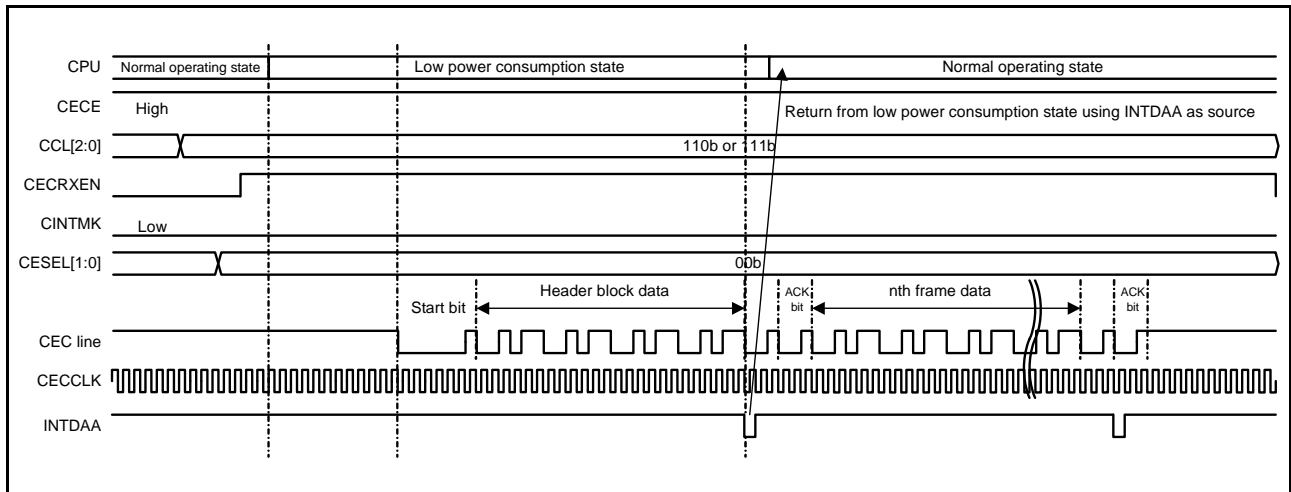 CPU Normal operating state Low power consumption state Normal operating state
CECE High Return from low power consumption state using INTDAA as source
CCL[2:0] 110b or 111b
CECRXEN
CINTMK Low
CESEL[1:0] 00b
Start bit Header block data ACK bit nth frame data ACK bit
CEC line
CECCLK
INTDAA